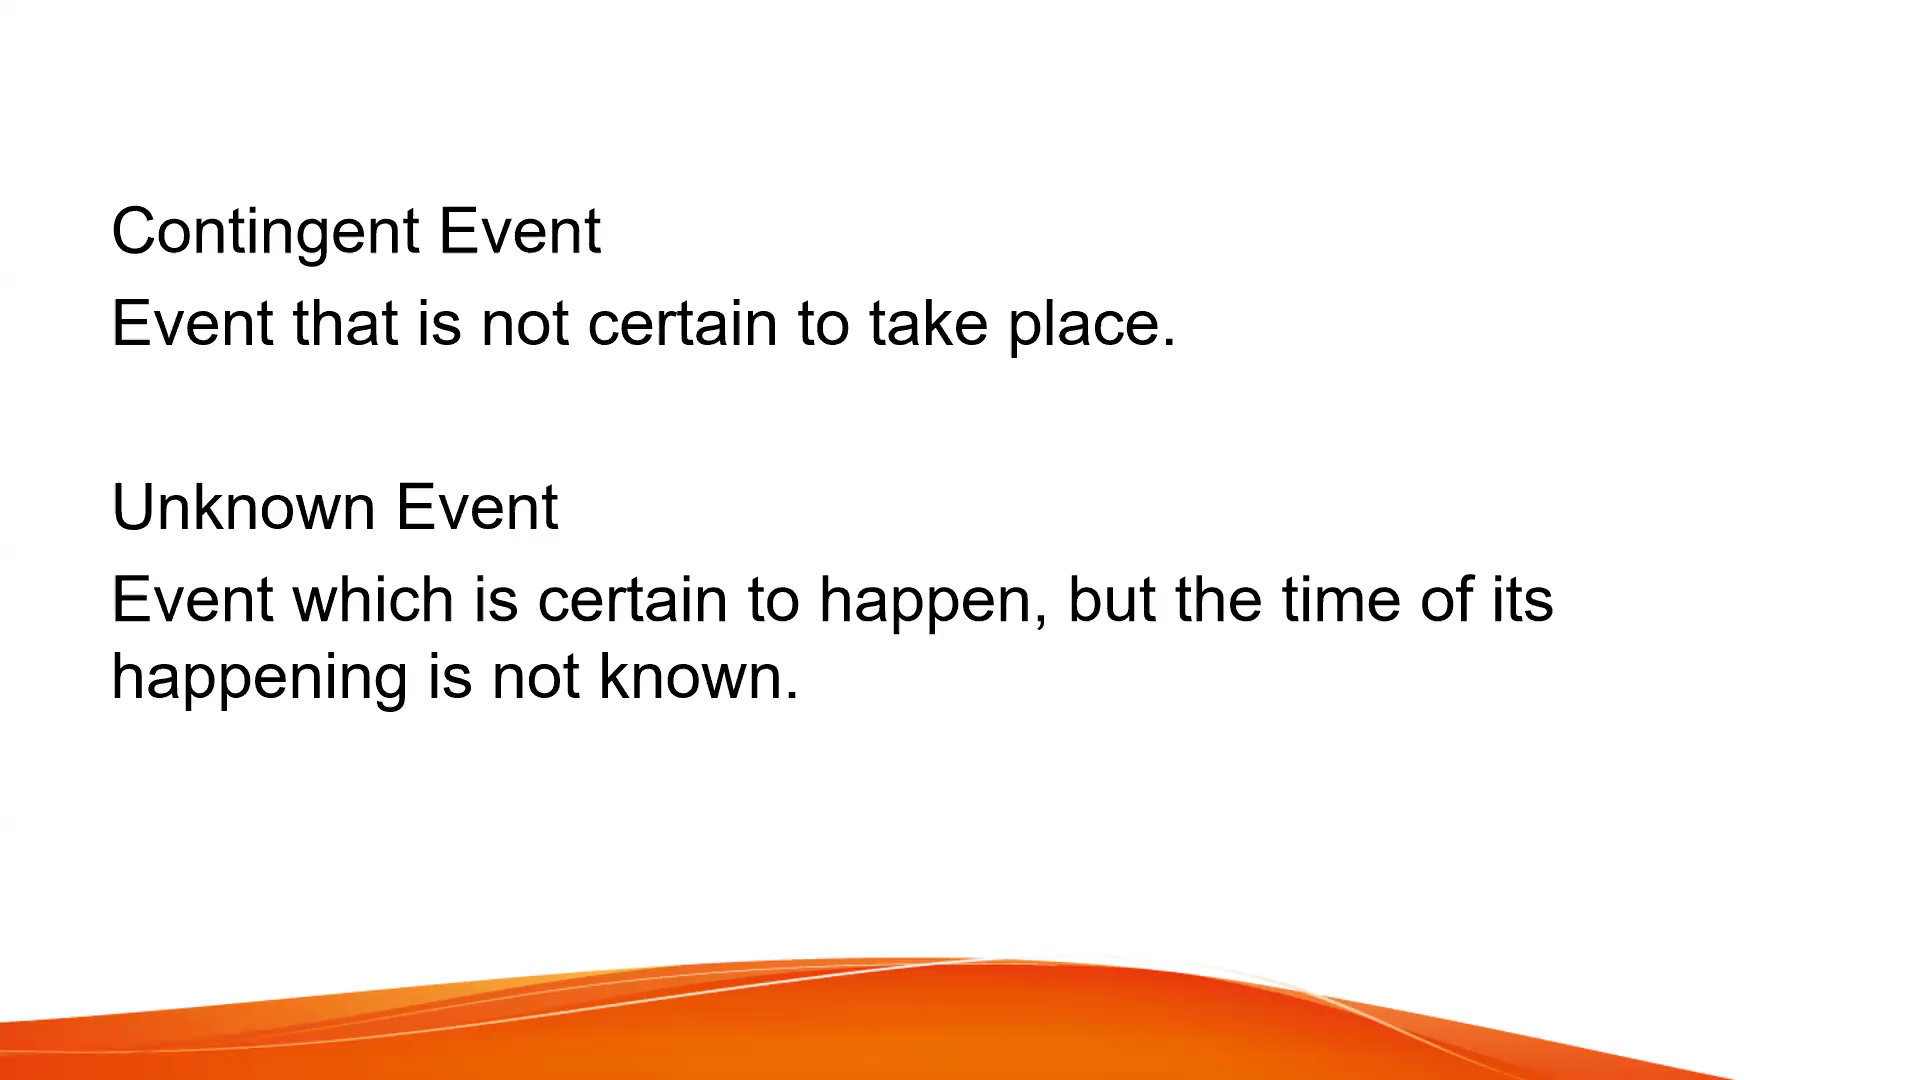 Contingent Event
Event that is not certain to take place.
Unknown Event
Event which is certain to happen, but the time of its
happening is not known.